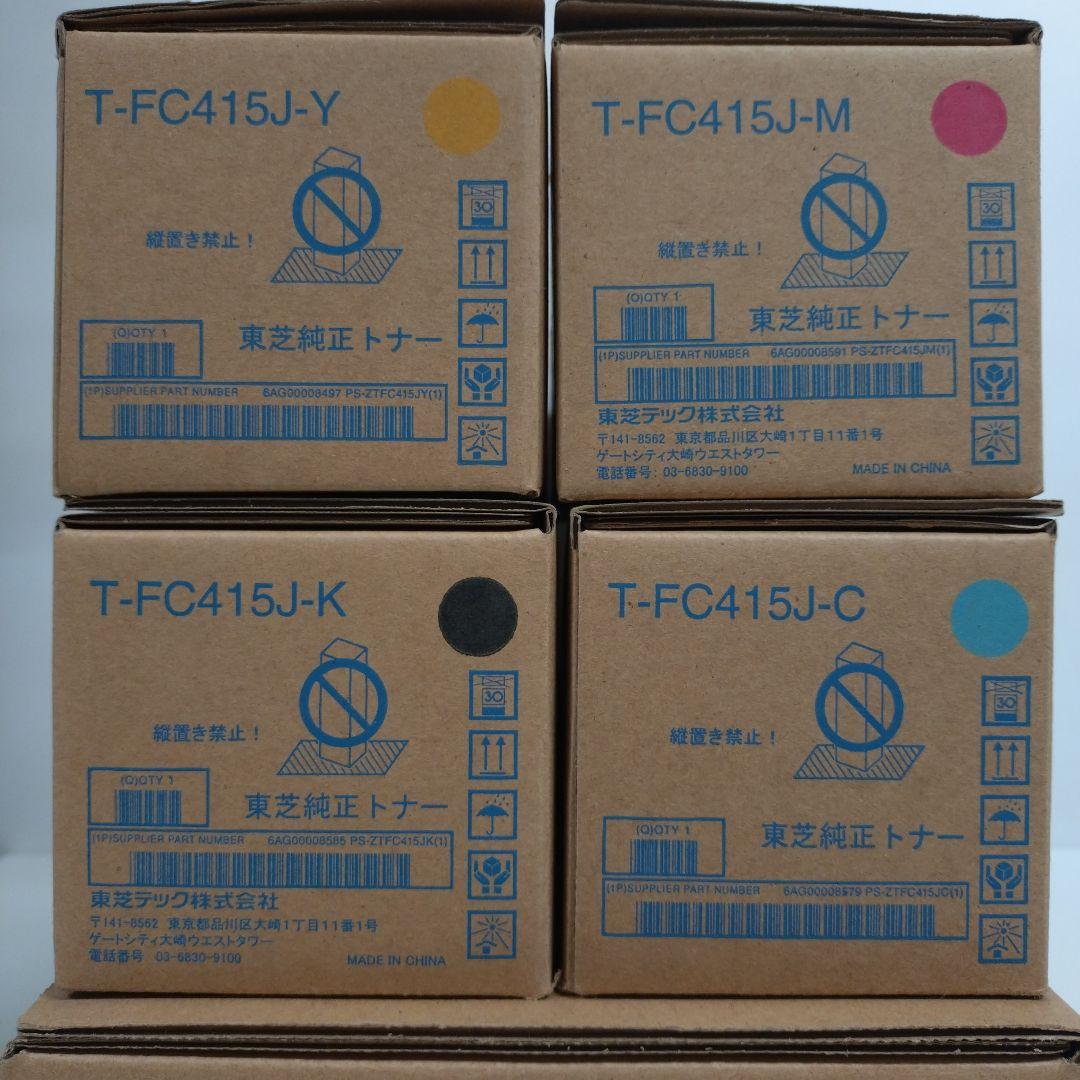 T-FC415J-Y
縦置き禁止！
30
(Q)QTY 1
東芝純正トナー
(1P)SUPPLIER PART NUMBER 6AG00008497 PS-ZTFC415JY(1)
T-FC415J-M
縦置き禁止！
30
(Q)QTY 1
東芝純正トナー
(1P)SUPPLIER PART NUMBER 6AG00008591 PS-ZTFC415JM(1)
東芝テック株式会社
〒141-8562 東京都品川区大崎1丁目11番1号
ゲートシティ大崎ウエストタワー
電話番号: 03-6830-9100 MADE IN CHINA
T-FC415J-K
縦置き禁止！
30
(Q)QTY 1
東芝純正トナー
(1P)SUPPLIER PART NUMBER 6AG00008585 PS-ZTFC415JK(1)
東芝テック株式会社
〒141-8562 東京都品川区大崎1丁目11番1号
ゲートシティ大崎ウエストタワー
電話番号 03-6830-9100 MADE IN CHINA
T-FC415J-C
縦置き禁止！
30
(Q)QTY 1
東芝純正トナー
(1P)SUPPLIER PART NUMBER 6AG00008579 PS-ZTFC415JC(1)